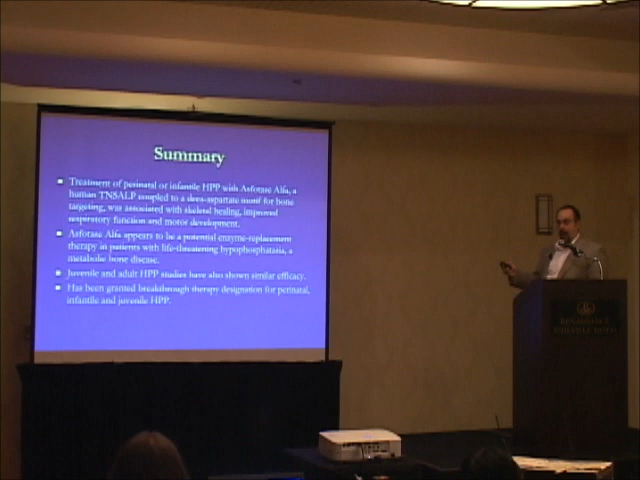 Summary
Treatment of perinatal or infantile HPP with Asfotase Alfa, a
human TNSALP coupled to a deca-aspartate motif for bone
targeting, was associated with skeletal healing, improved
respiratory function and motor development.
Asfotase Alfa appears to be a potential enzyme-replacement
therapy in patients with life-threatening hypophosphatasia, a
metabolic bone disease.
Juvenile and adult HPP studies have also shown similar efficacy.
Has been granted breakthrough therapy designation for perinatal,
infantile and juvenile HPP.
RENAISSANCE
NASHVILLE HOTEL